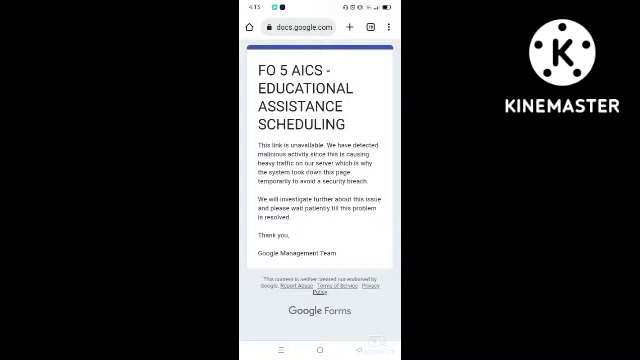 4:13
docs.google.com
FO 5 AICS -
EDUCATIONAL
ASSISTANCE
SCHEDULING
This link is unavailable. We have detected
malicious activity since this is causing
heavy traffic on our server which is why
the system took down this page
temporarily to avoid a security breach.
We will investigate further about this issue
and please wait patiently till this problem
is resolved.
Thank you,
Google Management Team
This content is neither created nor endorsed by
Google. Report Abuse Terms of Service Privacy
Policy
Google Forms
K
KINEMASTER